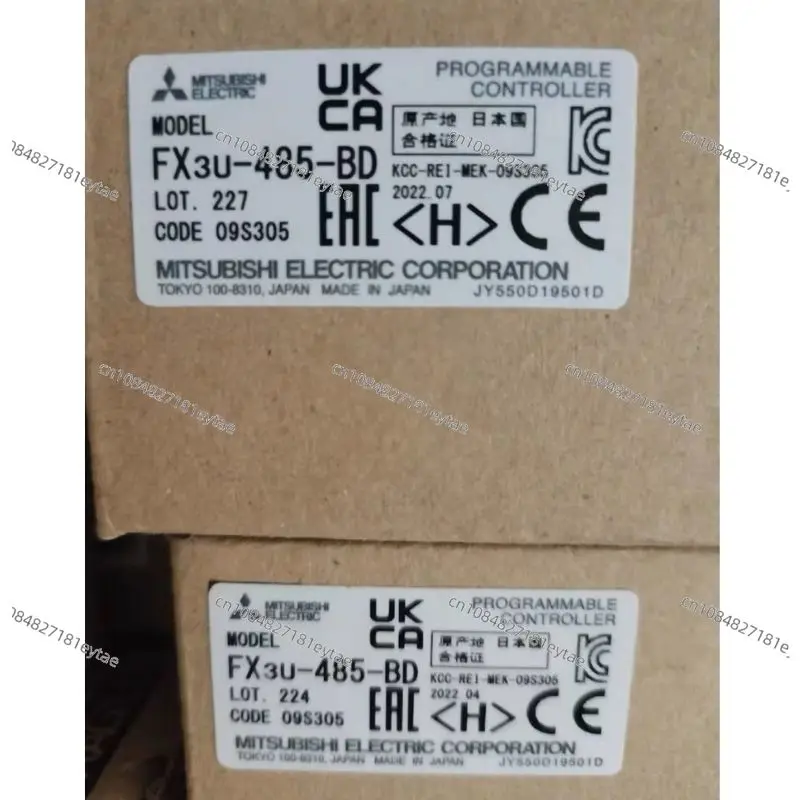 MITSUBISHI
ELECTRIC
UK
CA
PROGRAMMABLE
CONTROLLER
MODEL
原产地 日本国
合格证
FX3U-485-BD
KCC-REI-MEK-09S305
LOT. 227
2022.07
CODE 09S305
EAC
<H>
CE
MITSUBISHI ELECTRIC CORPORATION
TOKYO 100-8310, JAPAN MADE IN JAPAN JY550D19501D
cn1084827181eytae
cn1084827181eytae
cn1084827181eytae
MITSUBISHI
ELECTRIC
UK
CA
PROGRAMMABLE
CONTROLLER
MODEL
原产地 日本国
合格证
FX3U-485-BD
KCC-REI-MEK-09S305
LOT. 224
2022.04
CODE 09S305
EAC
<H>
CE
MITSUBISHI ELECTRIC CORPORATION
TOKYO 100-8310, JAPAN MADE IN JAPAN JY550D19501D